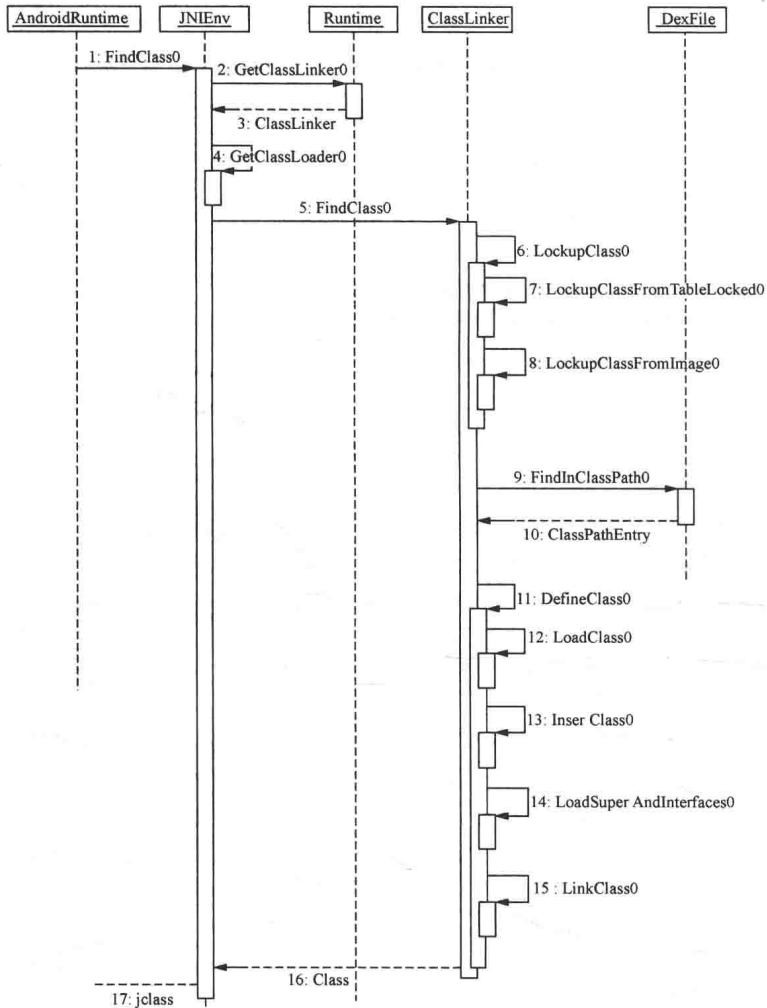 AndroidRuntime
JNIEnv
Runtime
ClassLinker
DexFile
1: FindClass0
2: GetClassLinker0
3: ClassLinker
4: GetClassLoader0
5: FindClass0
6: LockupClass0
7: LockupClassFromTableLocked0
8: LockupClassFromImage0
9: FindInClassPath0
10: ClassPathEntry
11: DefineClass0
12: LoadClass0
13: Inser Class0
14: LoadSuper AndInterfaces0
15 : LinkClass0
16: Class
17: jclass